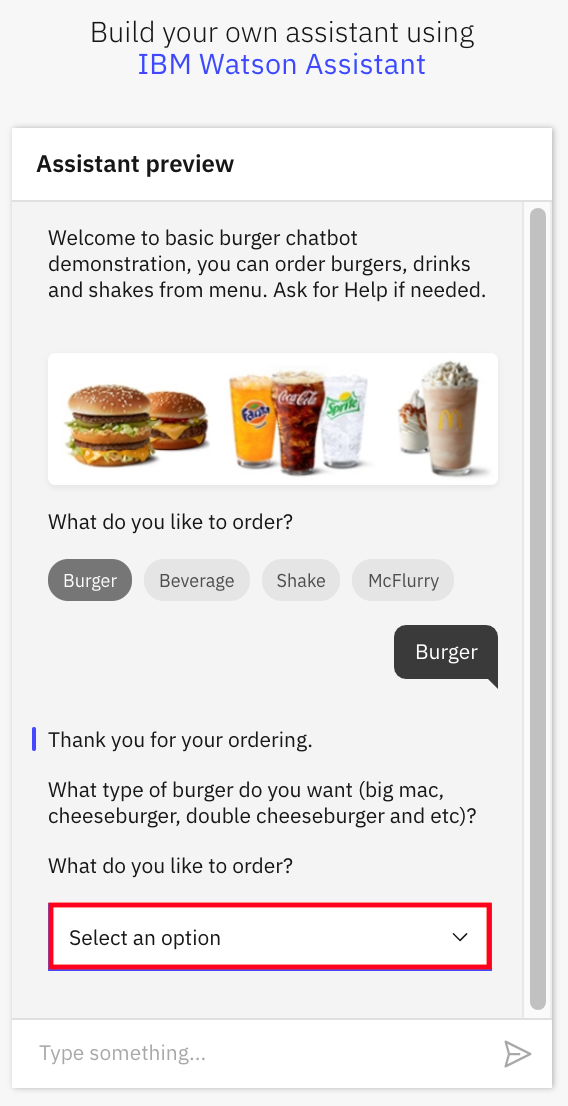 Build your own assistant using
IBM Watson Assistant
Assistant preview
Welcome to basic burger chatbot
demonstration, you can order burgers, drinks
and shakes from menu. Ask for Help if needed.
Fanta
Coca-Cola
Sprite
What do you like to order?
Burger
Beverage
Shake
McFlurry
Burger
Thank you for your ordering.
What type of burger do you want (big mac,
cheeseburger, double cheeseburger and etc)?
What do you like to order?
Select an option
Type something...